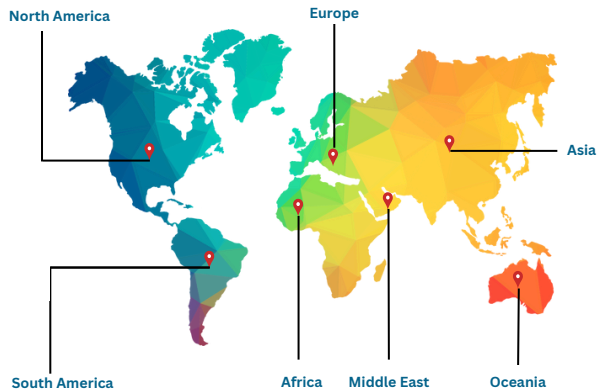 North America
Europe
Asia
South America
Africa
Middle East
Oceania